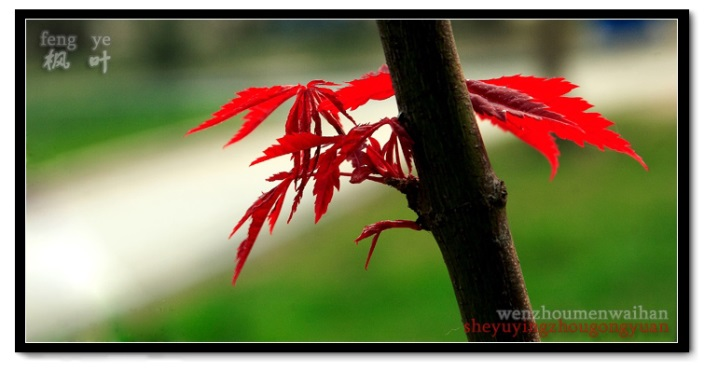 feng ye
枫 叶
wenzhoumenwaihan
sheyuyingzhougongyuan